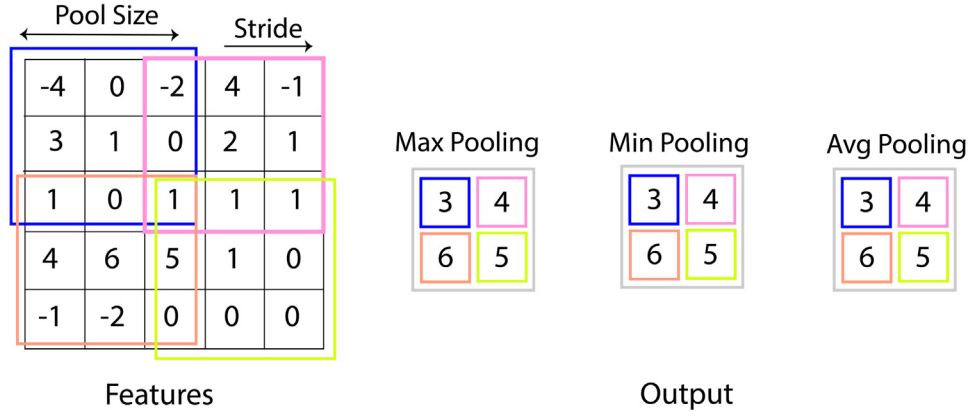 Pool Size
Stride
-4 0 -2 4 -1
3 1 0 2 1
1 0 1 1 1
4 6 5 1 0
-1 -2 0 0 0
Features
Max Pooling
3 4
6 5
Min Pooling
3 4
6 5
Avg Pooling
3 4
6 5
Output